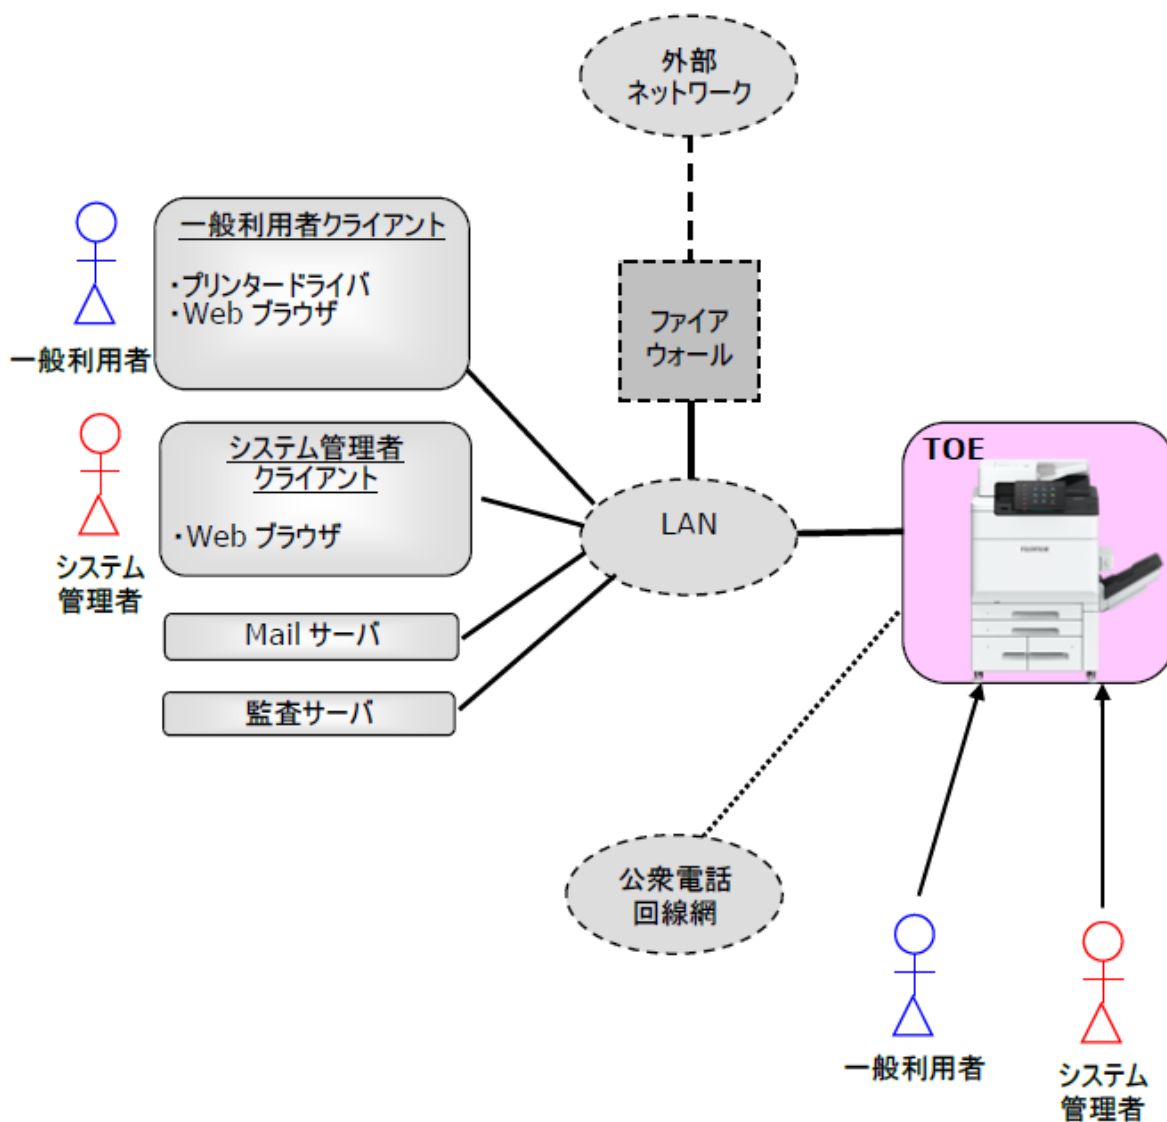 外部
ネットワーク
一般利用者クライアント
・プリンタードライバ
・Web ブラウザ
一般利用者
ファイア
ウォール
システム管理者
クライアント
・Web ブラウザ
システム
管理者
LAN
TOE
Mail サーバ
監査サーバ
公衆電話
回線網
一般利用者
システム
管理者